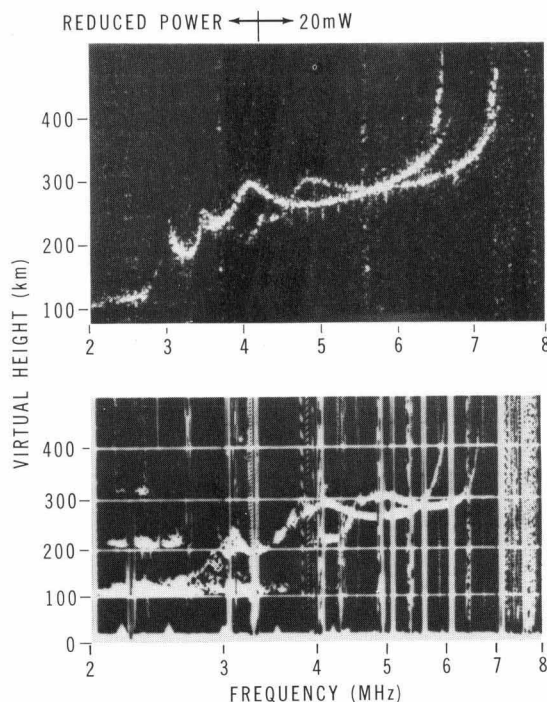 REDUCED POWER ←|→ 20mW
400
300
200
100
2 3 4 5 6 7 8
VIRTUAL HEIGHT (km)
400
300
200
100
0
2 3 4 5 6 7 8
FREQUENCY (MHz)